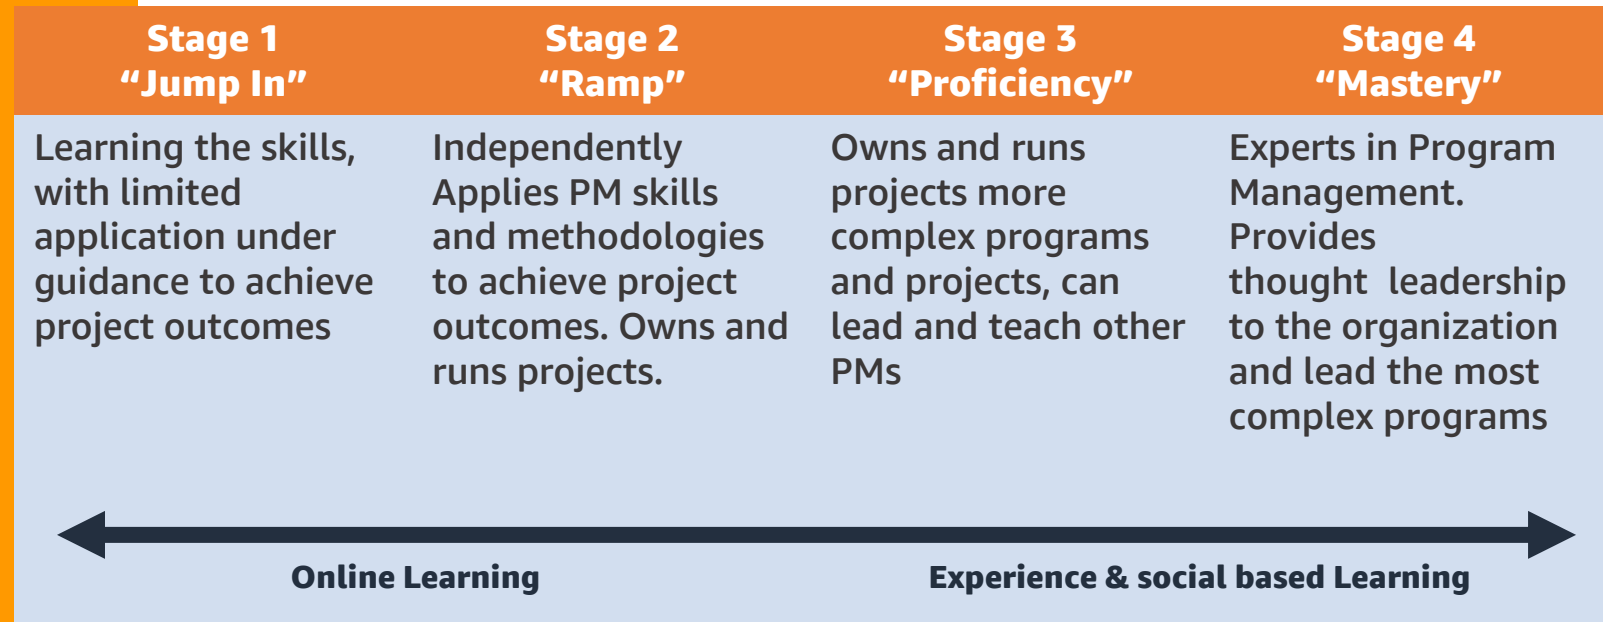 Stage 1
“Jump In”
Stage 2
“Ramp”
Stage 3
“Proficiency”
Stage 4
“Mastery”
Learning the skills,
with limited
application under
guidance to achieve
project outcomes
Independently
Applies PM skills
and methodologies
to achieve project
outcomes. Owns and
runs projects.
Owns and runs
projects more
complex programs
and projects, can
lead and teach other
PMs
Experts in Program
Management.
Provides
thought  leadership
to the organization
and lead the most
complex programs
Online Learning
Experience & social based Learning